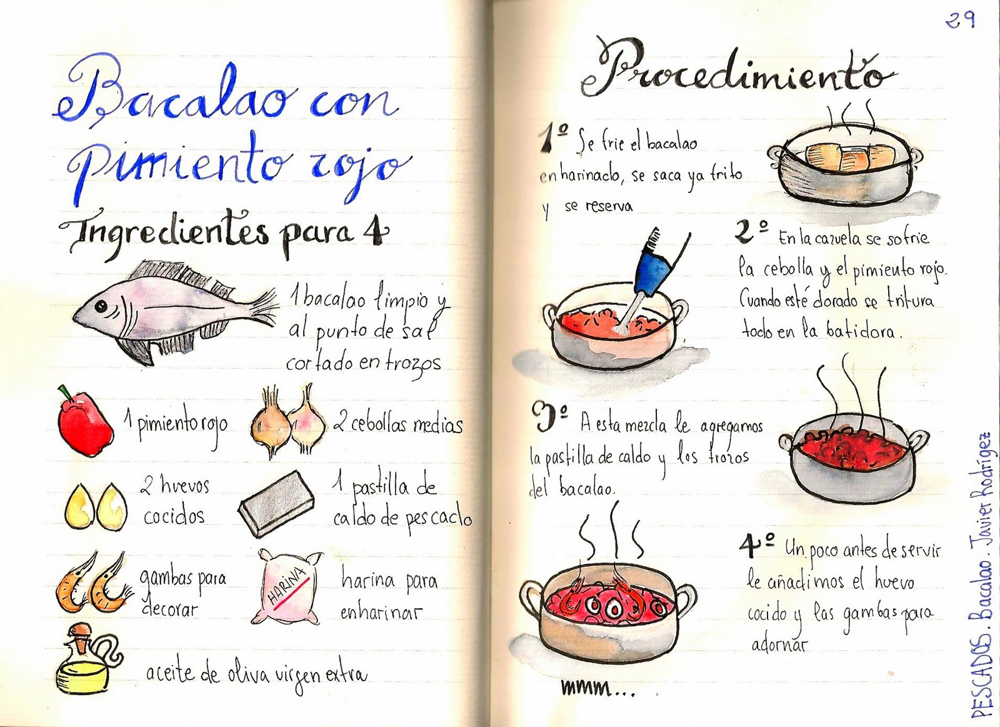 Bacalao con
pimiento rojo
Ingredientes para 4
1 bacalao limpio y
al punto de sal
cortado en trozos
1 pimiento rojo
2 cebollas medias
2 huevos
cocidos
1 pastilla de
caldo de pescado
gambas para
decorar
HARINA
harina para
enharinar
aceite de oliva virgen extra
29
Procedimiento
1º Se frie el bacalao
enharinado, se saca ya frito
y se reserva
2º En la cazuela se sofrie
la cebolla y el pimiento rojo.
Cuando esté dorado se tritura
todo en la batidora.
3º A esta mezcla le agregamos
la pastilla de caldo y los trozos
del bacalao.
4º Un poco antes de servir
le añadimos el huevo
cocido y las gambas para
adornar
mmm...
PESCADOS. Bacalao. Javier Rodrígez